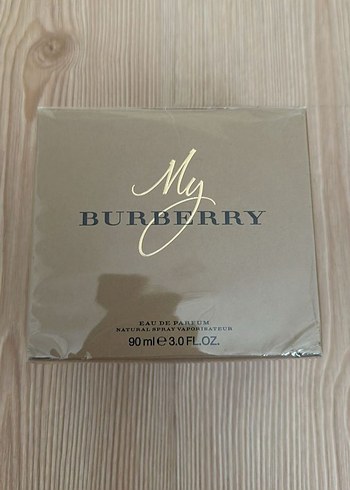 My
BURBERRY
EAU DE PARFUM
NATURAL SPRAY VAPORISATEUR
90 ml ℮ 3.0 FL.OZ.